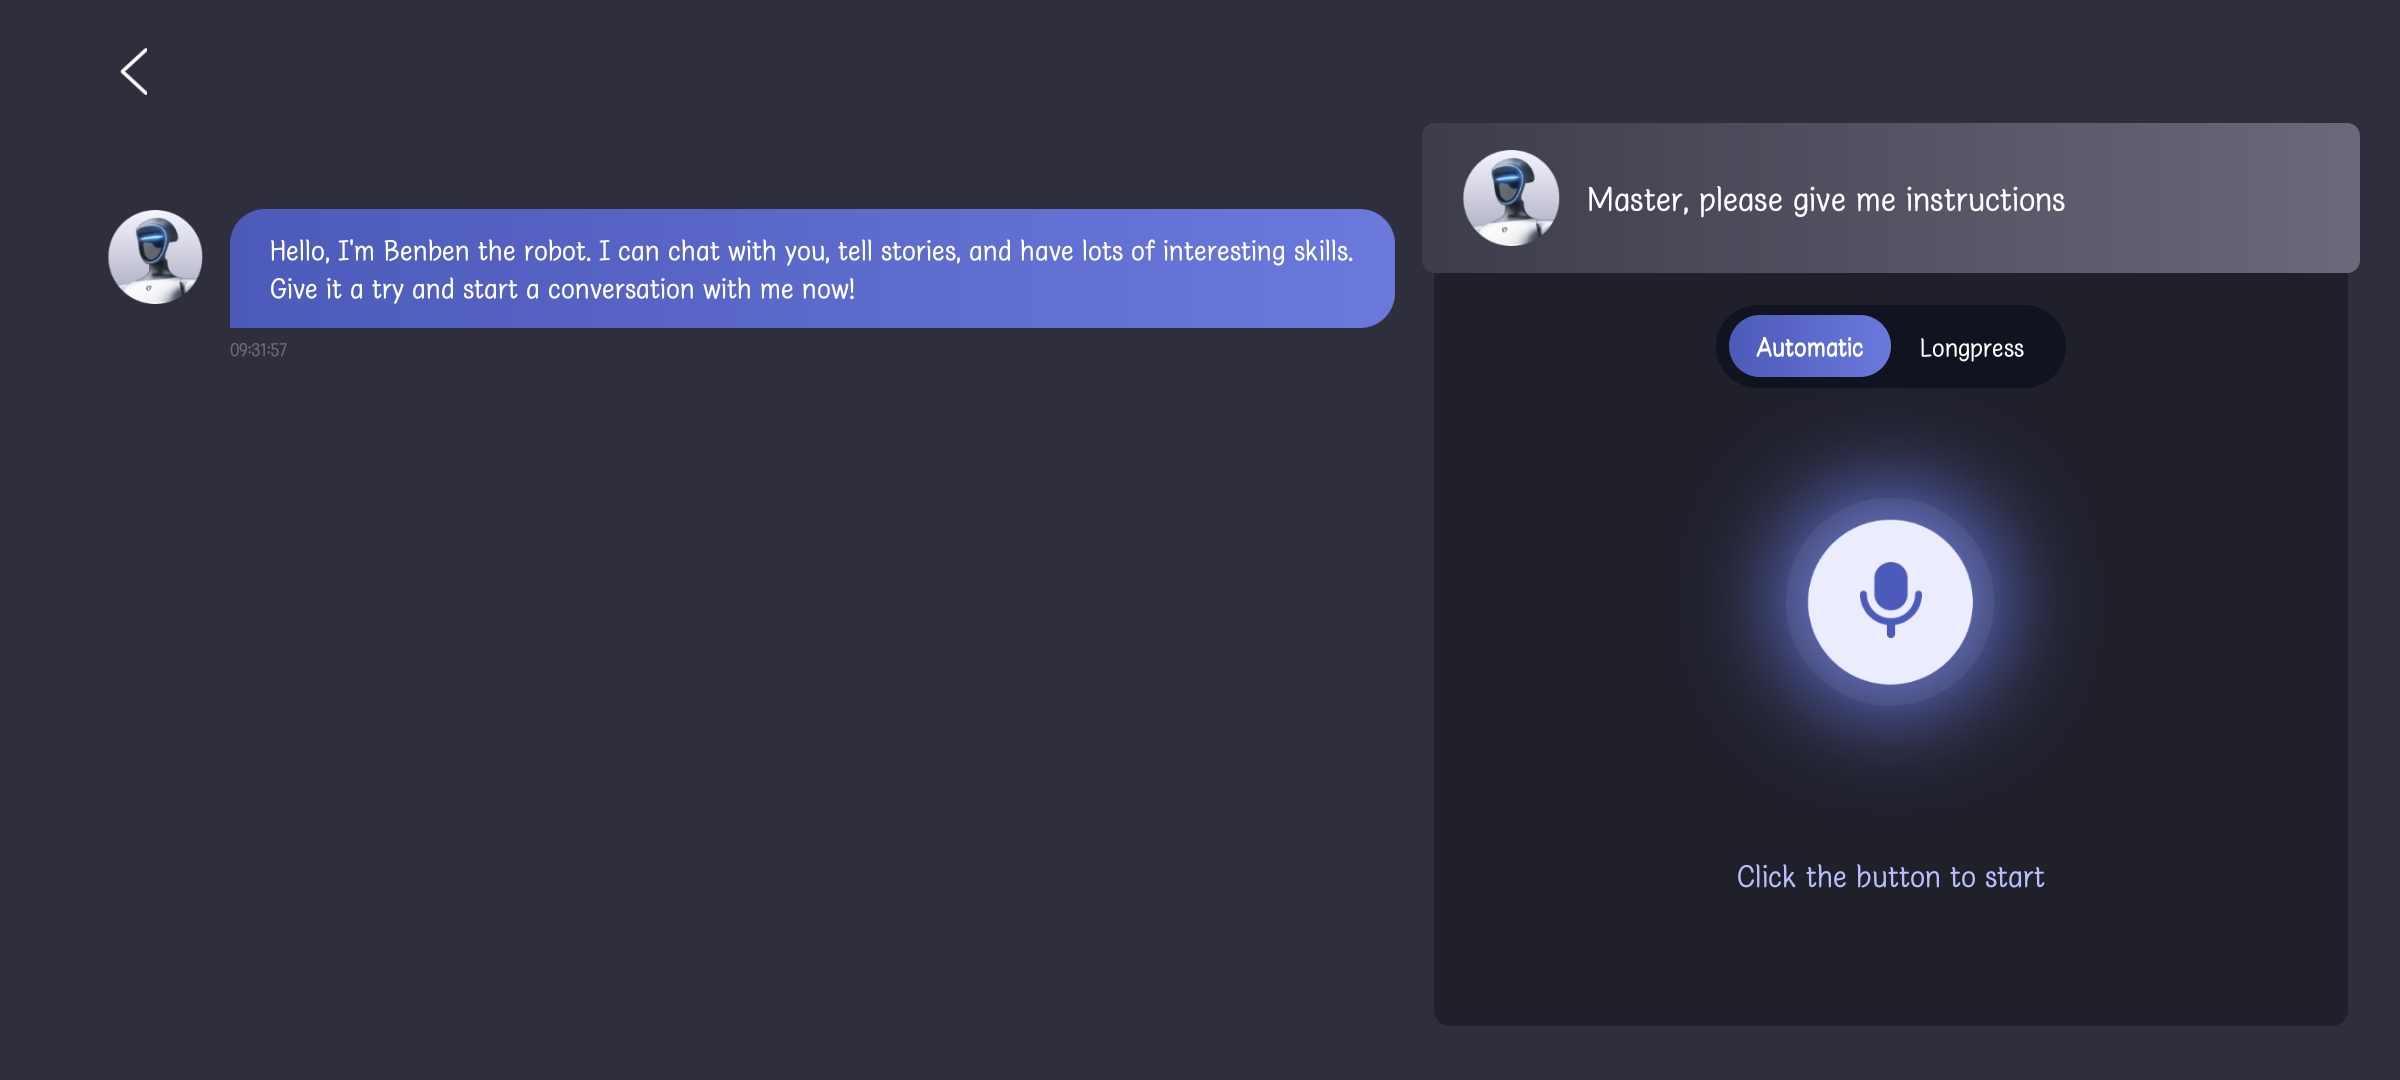 Hello, I'm Benben the robot. I can chat with you, tell stories, and have lots of interesting skills.
Give it a try and start a conversation with me now!
09:31:57
Master, please give me instructions
Automatic
Longpress
Click the button to start